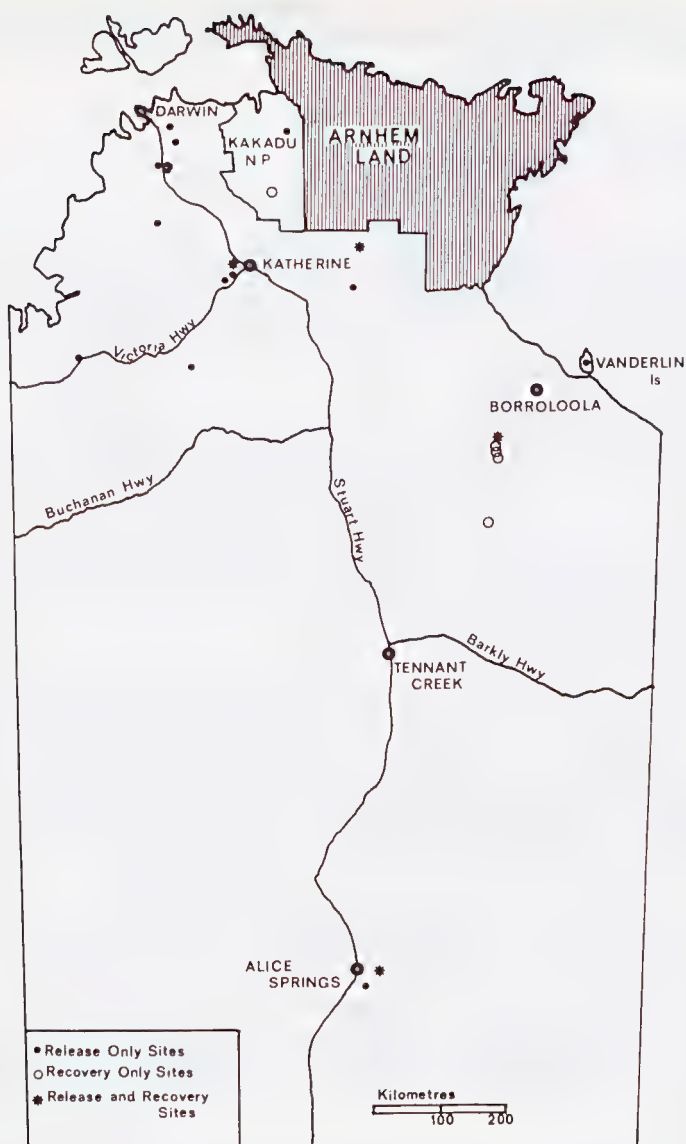 DARWIN
KAKADU
N P
ARNHEM
LAND
KATHERINE
Victoria Hwy
VANDERLIN
Is
BORROLOOLA
Buchanan Hwy
Stuart Hwy
Barkly Hwy
TENNANT
CREEK
ALICE
SPRINGS
Release Only Sites
Recovery Only Sites
Release and Recovery
Sites
Kilometres
100 200